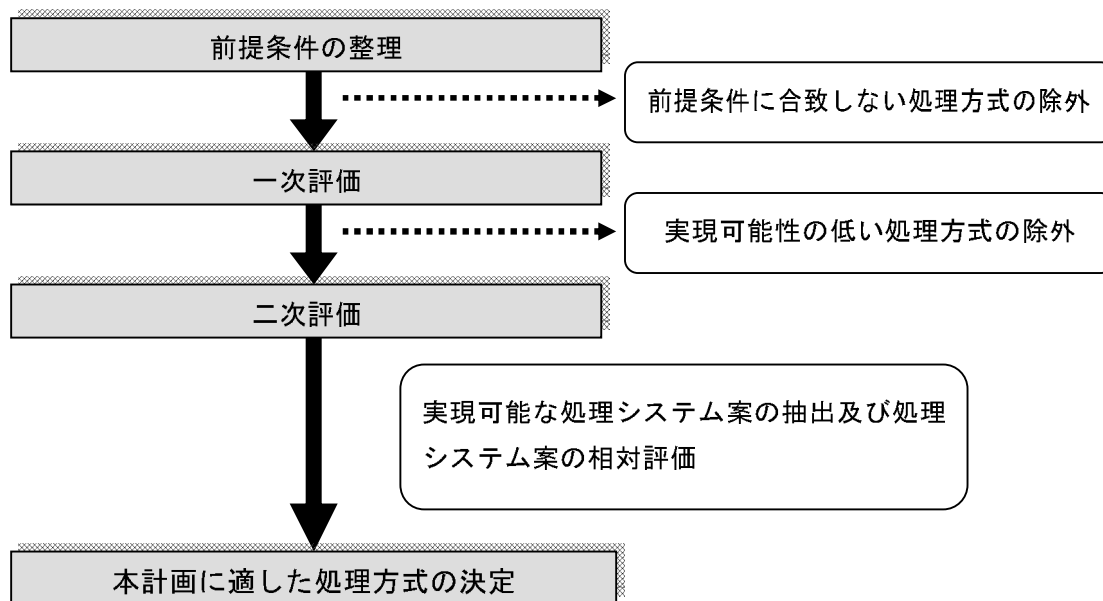 前提条件の整理
前提条件に合致しない処理方式の除外
一次評価
実現可能性の低い処理方式の除外
二次評価
実現可能な処理システム案の抽出及び処理
システム案の相対評価
本計画に適した処理方式の決定